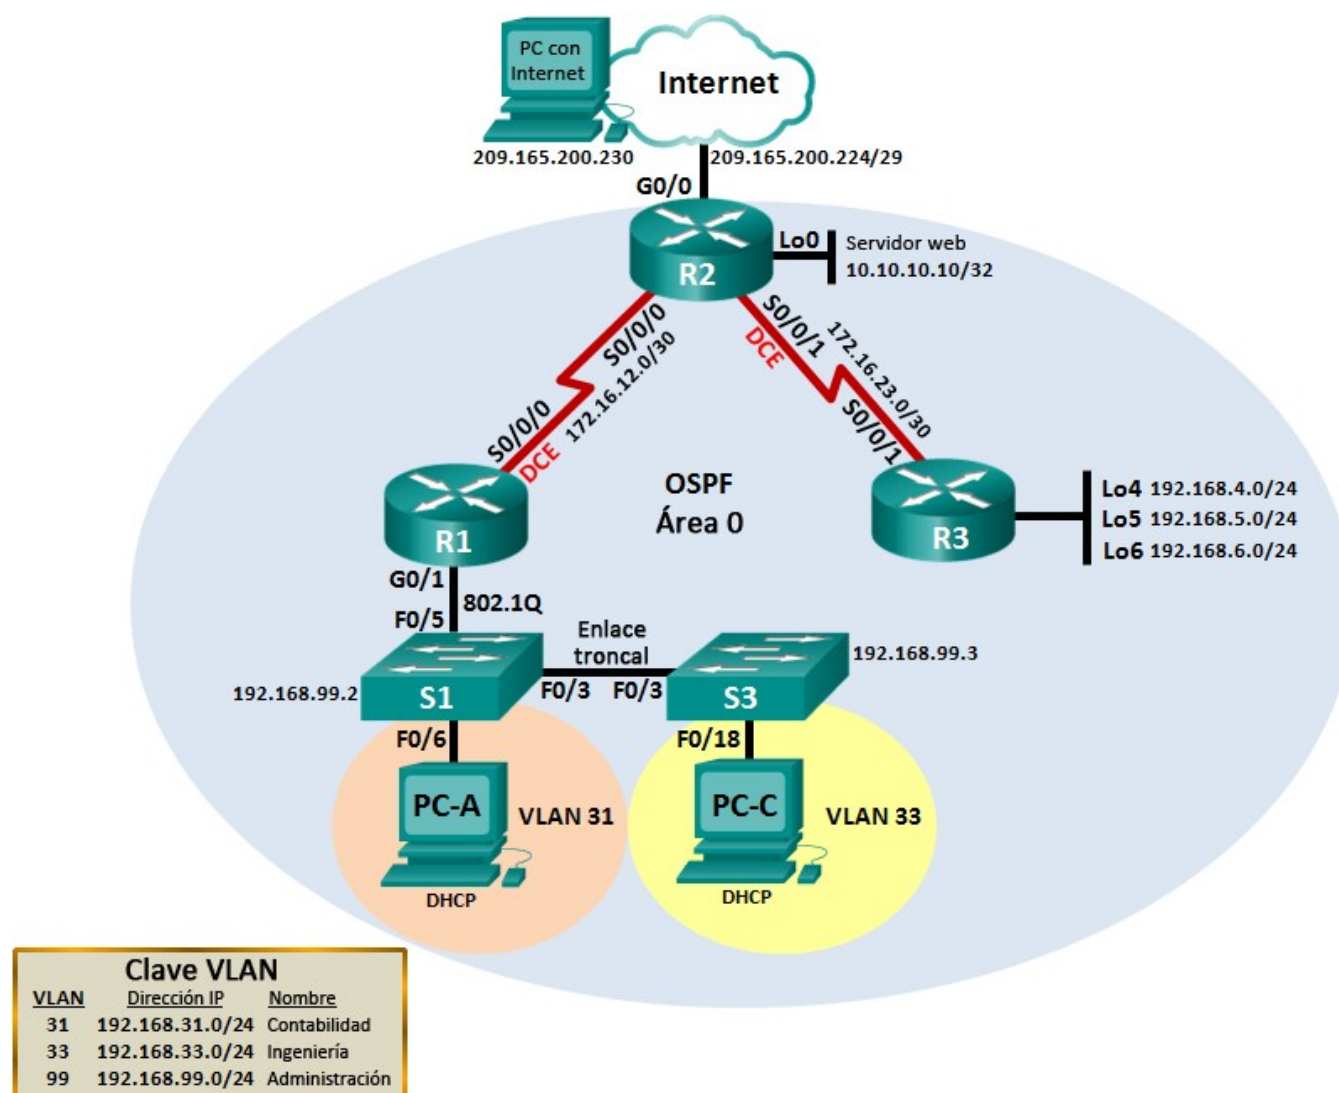 PC con
Internet
Internet
209.165.200.230
209.165.200.224/29
G0/0
Lo0
Servidor web
10.10.10.10/32
R2
S0/0/0
172.16.12.0/30
S0/0/1
DCE
172.16.23.0/30
S0/0/0
DCE
S0/0/1
OSPF
Área 0
R1
R3
Lo4 192.168.4.0/24
Lo5 192.168.5.0/24
Lo6 192.168.6.0/24
G0/1
802.1Q
F0/5
Enlace
troncal
192.168.99.3
192.168.99.2
S1
F0/3
F0/3
S3
F0/6
F0/18
PC-A
VLAN 31
PC-C
VLAN 33
DHCP
DHCP
Clave VLAN
VLAN Dirección IP Nombre
31 192.168.31.0/24 Contabilidad
33 192.168.33.0/24 Ingeniería
99 192.168.99.0/24 Administración